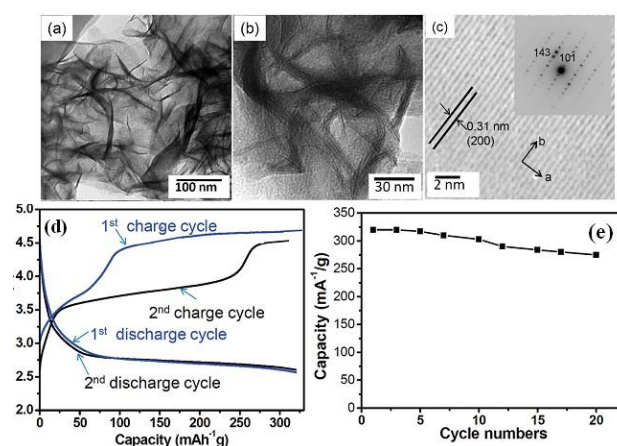 (a)
100 nm
(b)
30 nm
(c)
143
101
0.31 nm
(200)
b
a
2 nm
(d)
5.0
4.5
4.0
3.5
3.0
2.5
2.0
1st charge cycle
2nd charge cycle
1st discharge cycle
2nd discharge cycle
0 50 100 150 200 250 300
Capacity (mAh-1g)
(e)
Capacity (mA-1/g)
350
300
250
200
150
100
50
0
0 5 10 15 20
Cycle numbers